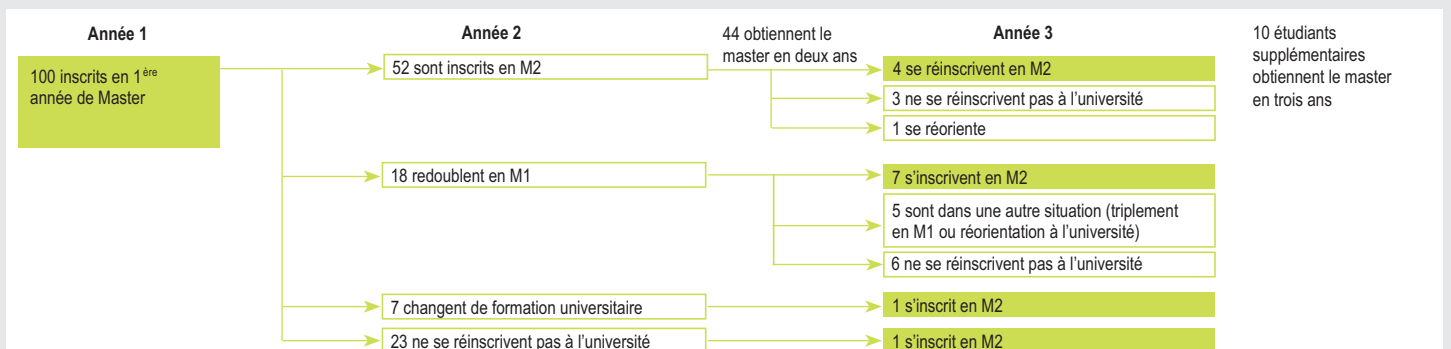 Année 1
Année 2
44 obtiennent le
master en deux ans
Année 3
10 étudiants
supplémentaires
obtiennent le master
en trois ans
100 inscrits en 1ère
année de Master
52 sont inscrits en M2
4 se réinscrivent en M2
3 ne se réinscrivent pas à l'université
1 se réoriente
18 redoublent en M1
7 s'inscrivent en M2
5 sont dans une autre situation (triplement
en M1 ou réorientation à l'université)
6 ne se réinscrivent pas à l'université
7 changent de formation universitaire
1 s'inscrit en M2
23 ne se réinscrivent pas à l'université
1 s'inscrit en M2